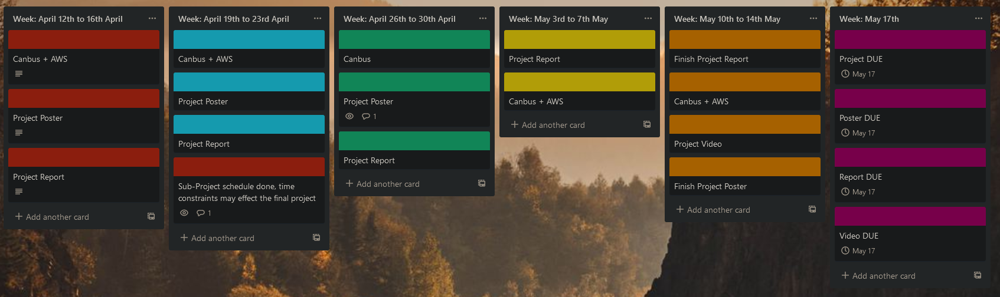 Week: April 12th to 16th April
Canbus + AWS
Project Poster
Project Report
Add another card
Week: April 19th to 23rd April
Canbus + AWS
Project Poster
Project Report
Sub-Project schedule done, time
constraints may effect the final project
1
Add another card
Week: April 26th to 30th April
Canbus
Project Poster
1
Project Report
Add another card
Week: May 3rd to 7th May
Project Report
Canbus + AWS
Add another card
Week: May 10th to 14th May
Finish Project Report
Canbus + AWS
Project Video
Finish Project Poster
Add another card
Week: May 17th
Project DUE
May 17
Poster DUE
May 17
Report DUE
May 17
Video DUE
May 17
Add another card